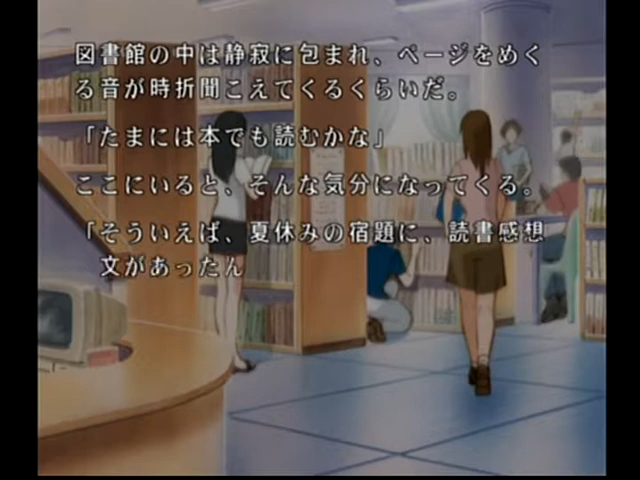 図書館の中は静寂に包まれ、ページをめく
る音が時折聞こえてくるくらいだ。
「たまには本でも読むかな」
ここにいると、そんな気分になってくる。
「そういえば、夏休みの宿題に、読書感想
文があったん